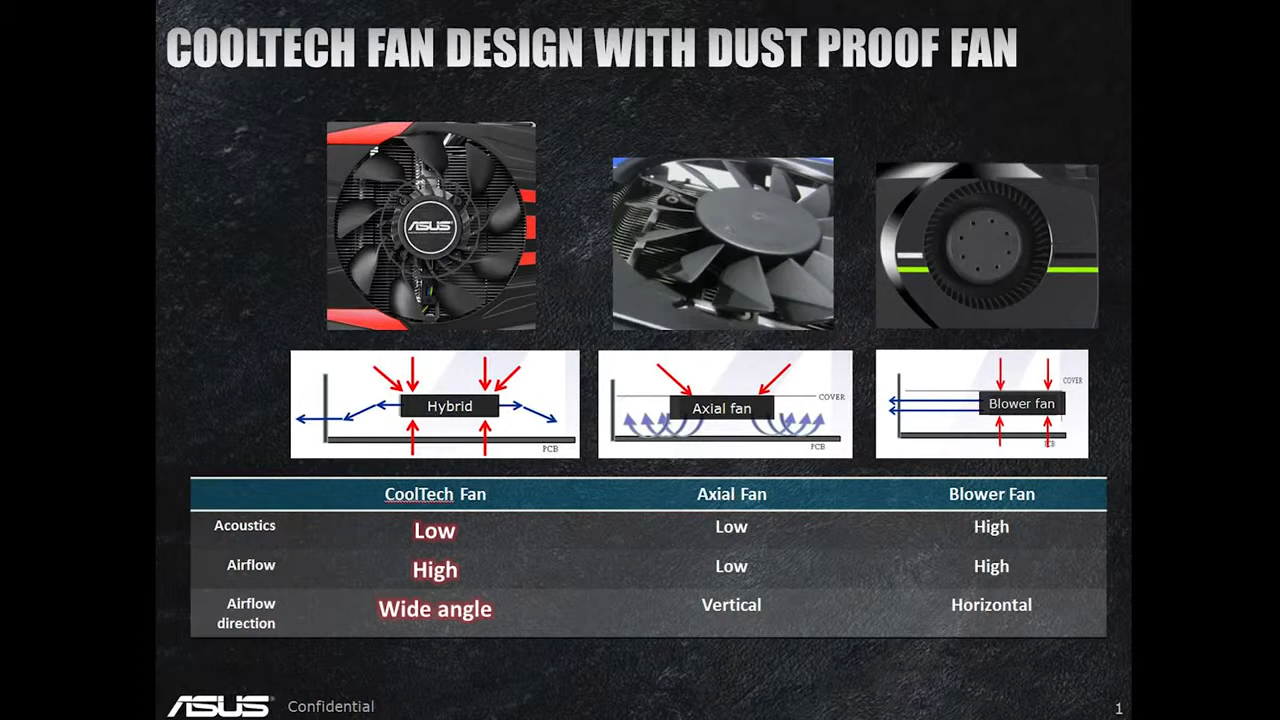 COOLTECH FAN DESIGN WITH DUST PROOF FAN
ASUS
Hybrid
PCB
Axial fan
COVER
PCB
Blower fan
COVER
PCB
CoolTech Fan Axial Fan Blower Fan
Acoustics Low Low High
Airflow High Low High
Airflow direction Wide angle Vertical Horizontal
ASUS Confidential 1